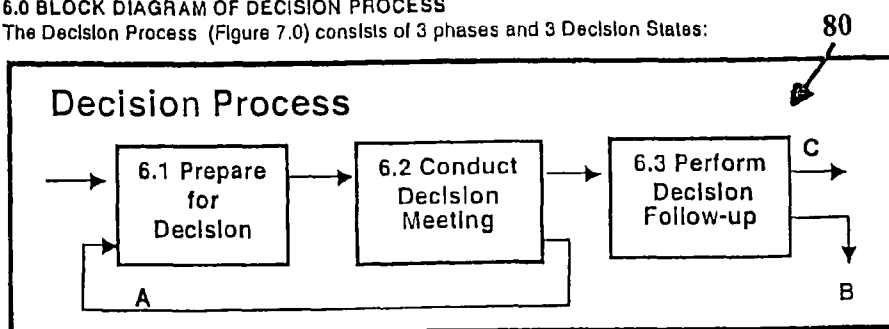 6.0 BLOCK DIAGRAM OF DECISION PROCESS
The Decision Process (Figure 7.0) consists of 3 phases and 3 Decision States:
80
Decision Process
6.1 Prepare
for
Decision
6.2 Conduct
Decision
Meeting
6.3 Perform
Decision
Follow-up
C
A
B